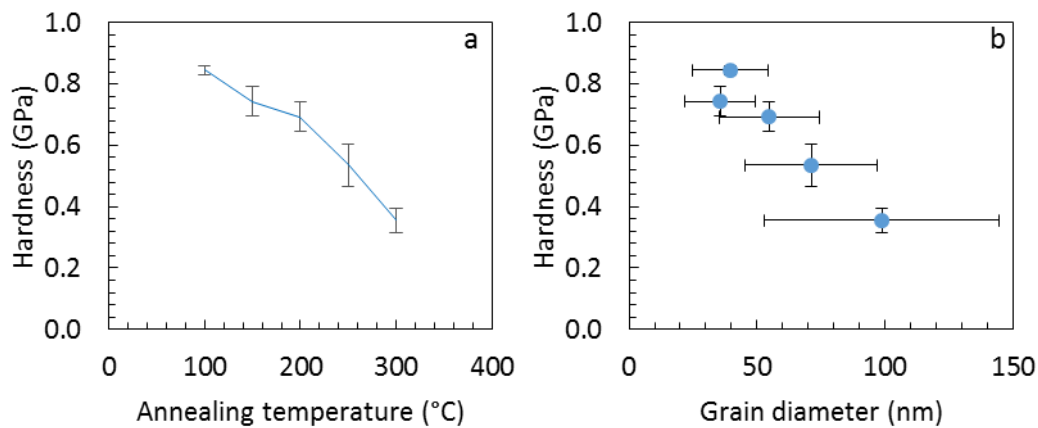 a
1.0
0.8
0.6
0.4
0.2
0.0
Hardness (GPa)
0 100 200 300 400
Annealing temperature (°C)
b
1.0
0.8
0.6
0.4
0.2
0.0
Hardness (GPa)
0 50 100 150
Grain diameter (nm)